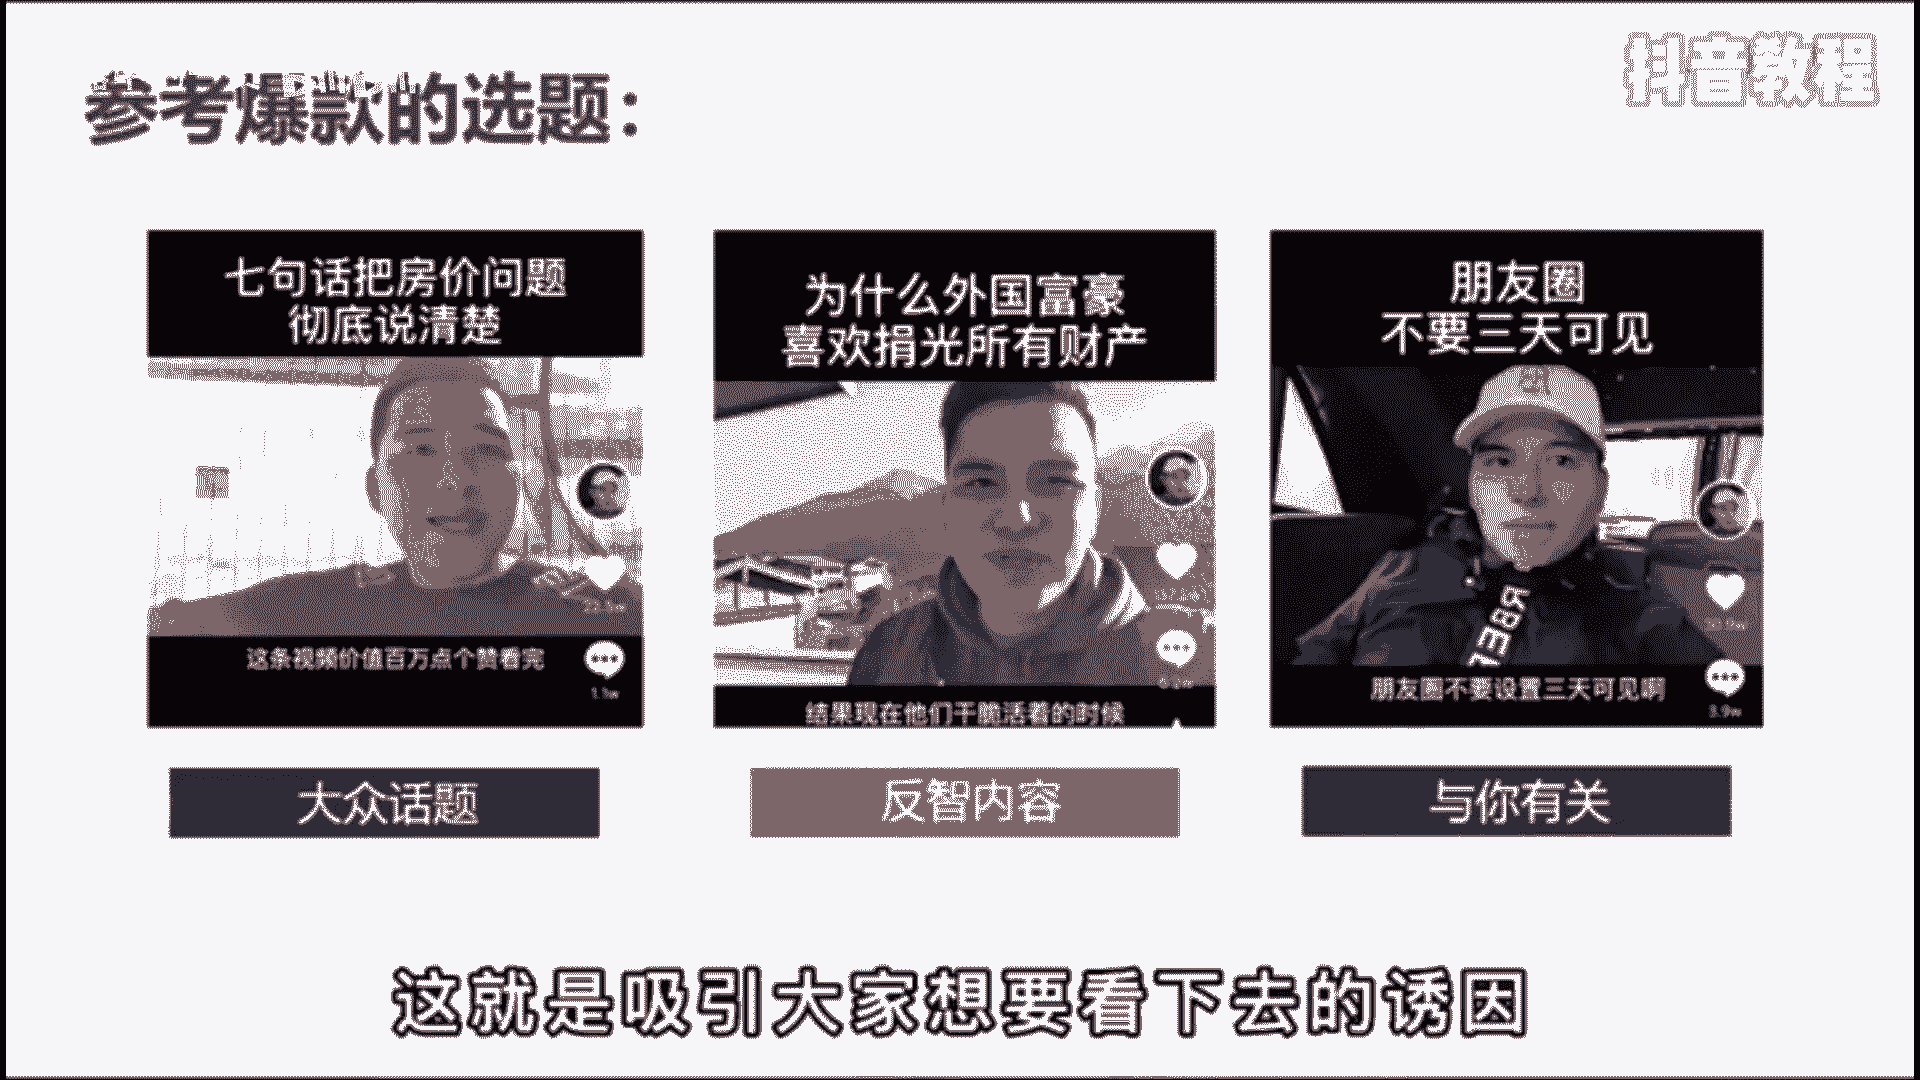 抖音教程
参考爆款的选题：
七句话把房价问题
彻底说清楚
这条视频价值百万点个赞看完
1.1w
大众话题
为什么外国富豪
喜欢捐光所有财产
结果现在他们干脆活着的时候
反智内容
朋友圈
不要三天可见
朋友圈不要设置三天可见啊
3.9w
与你有关
这就是吸引大家想要看下去的诱因